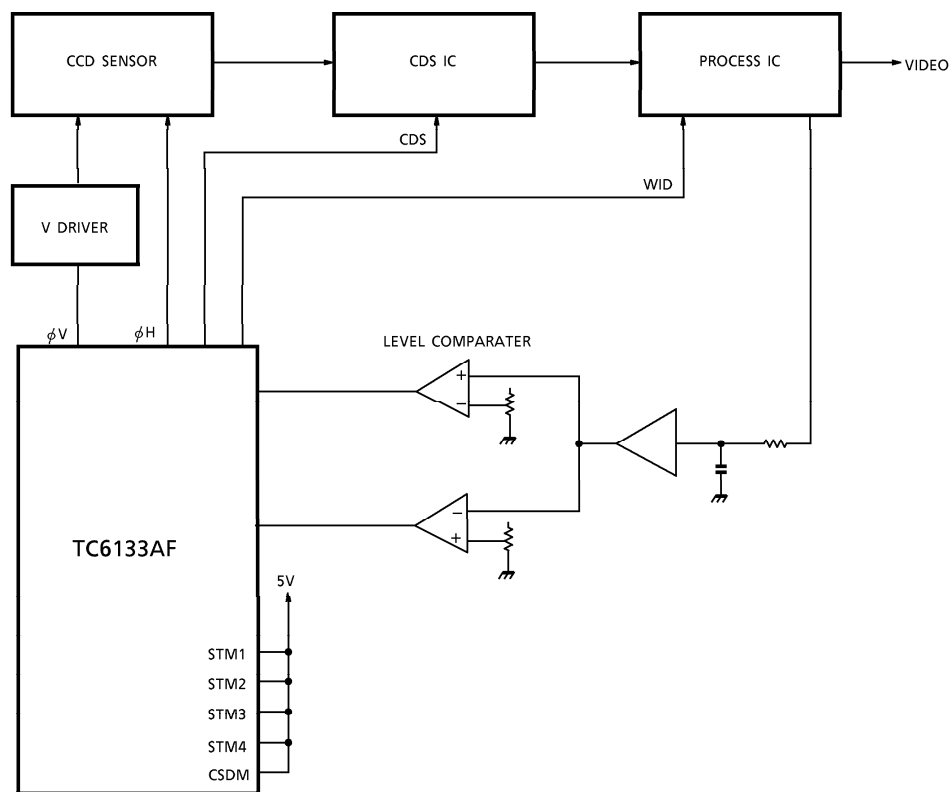 CCD SENSOR
CDS IC
PROCESS IC
VIDEO
CDS
WID
V DRIVER
φV
φH
LEVEL COMPARATER
+
−
−
+
TC6133AF
5V
STM1
STM2
STM3
STM4
CSDM